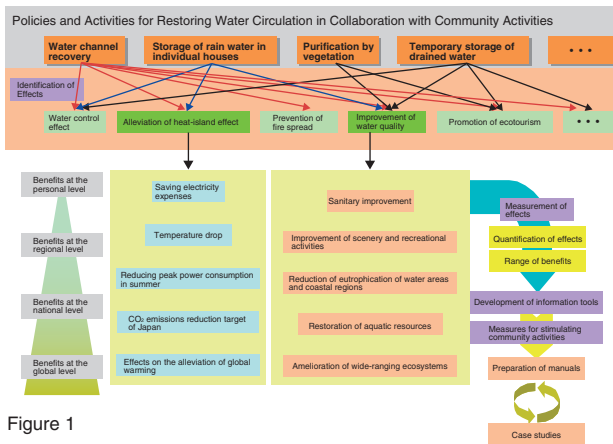 Policies and Activities for Restoring Water Circulation in Collaboration with Community Activities
Water channel
recovery
Storage of rain water in
individual houses
Purification by
vegetation
Temporary storage of
drained water
• • •
Identification of
Effects
Water control
effect
Alleviation of heat-island effect
Prevention of
fire spread
Improvement of
water quality
Promotion of ecotourism
• • •
Benefits at the
personal level
Benefits at the
regional level
Benefits at the
national level
Benefits at the
global level
Saving electricity
expenses
Temperature drop
Reducing peak power consumption
in summer
CO₂ emissions reduction target
of Japan
Effects on the alleviation of global
warming
Sanitary improvement
Improvement of scenery and recreational
activities
Reduction of eutrophication of water areas
and coastal regions
Restoration of aquatic resources
Amelioration of wide-ranging ecosystems
Measurement of
effects
Quantification of effects
Range of benefits
Development of information tools
Measures for stimulating
community activities
Preparation of manuals
Case studies
Figure 1